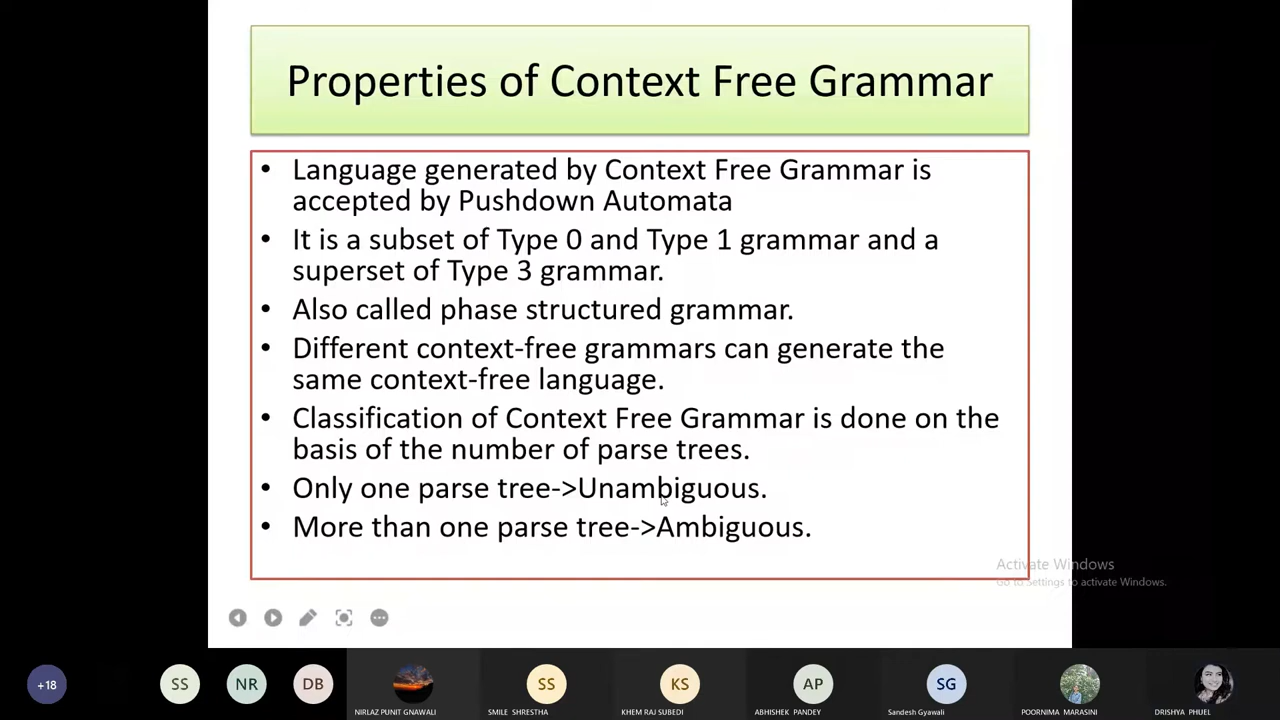 Properties of Context Free Grammar
• Language generated by Context Free Grammar is
accepted by Pushdown Automata
• It is a subset of Type 0 and Type 1 grammar and a
superset of Type 3 grammar.
• Also called phase structured grammar.
• Different context-free grammars can generate the
same context-free language.
• Classification of Context Free Grammar is done on the
basis of the number of parse trees.
• Only one parse tree->Unambiguous.
• More than one parse tree->Ambiguous.
Activate Windows
Go to Settings to activate Windows.
+18
SS
NR
DB
SS
KS
AP
SG
NIRLAZ PUNIT GNAWALI
SMILE SHRESTHA
KHEM RAJ SUBEDI
ABHISHEK PANDEY
Sandesh Gyawali
POORNIMA MARASINI
DRISHYA PHUEL